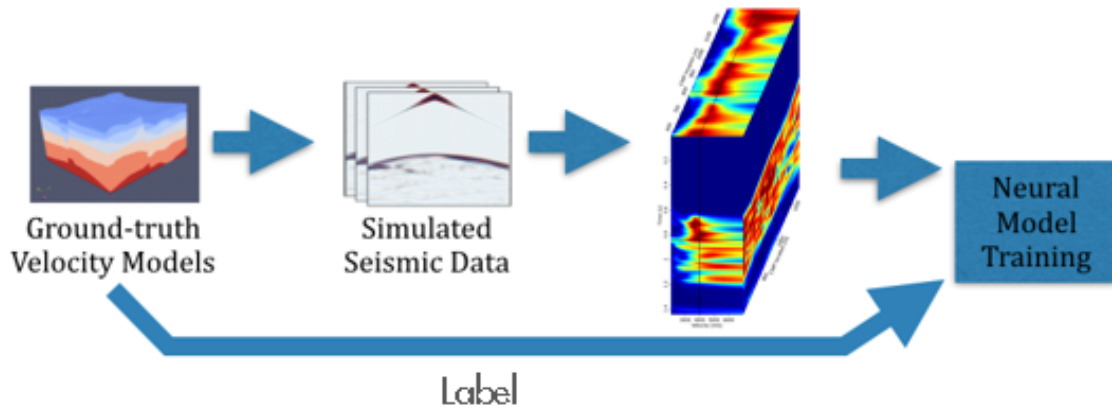 Ground-truth
Velocity Models
Simulated
Seismic Data
Neural
Model
Training
Label